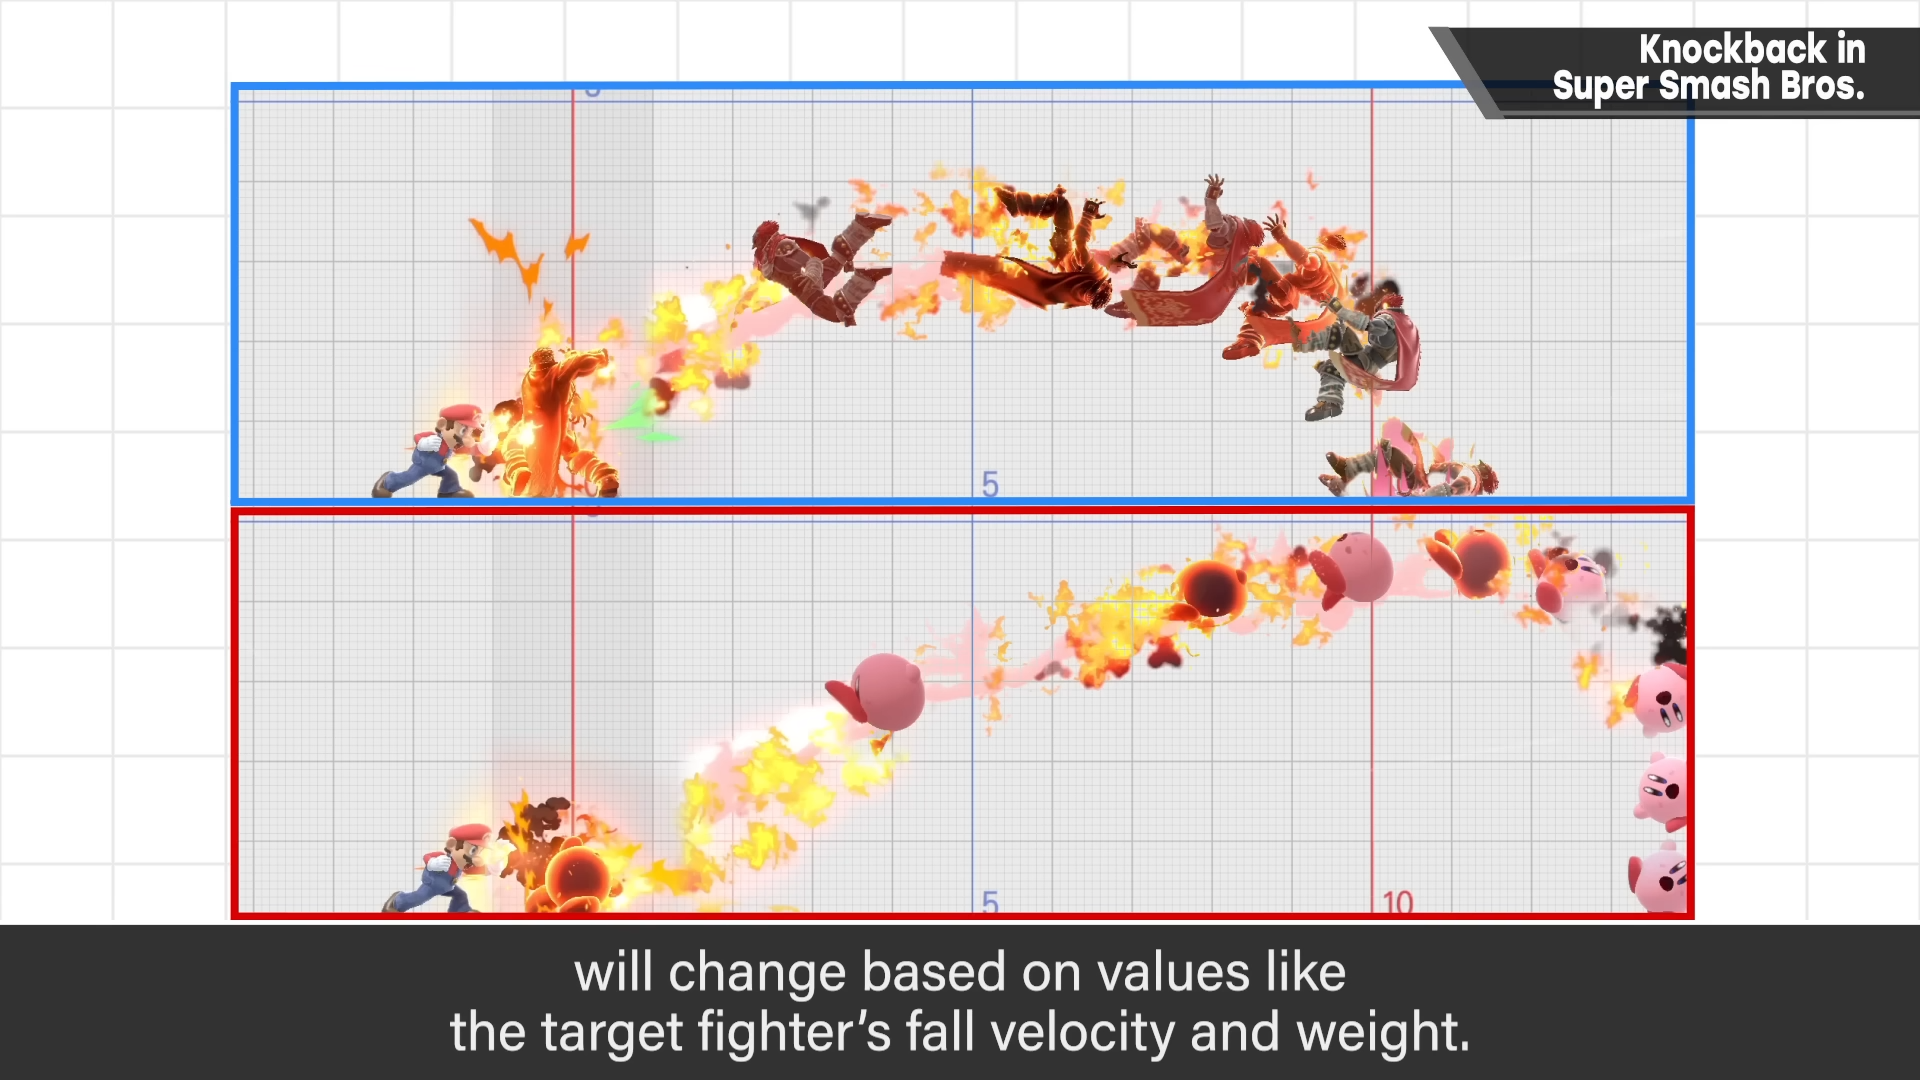 Knockback in
Super Smash Bros.
5
5
10
will change based on values like
the target fighter’s fall velocity and weight.